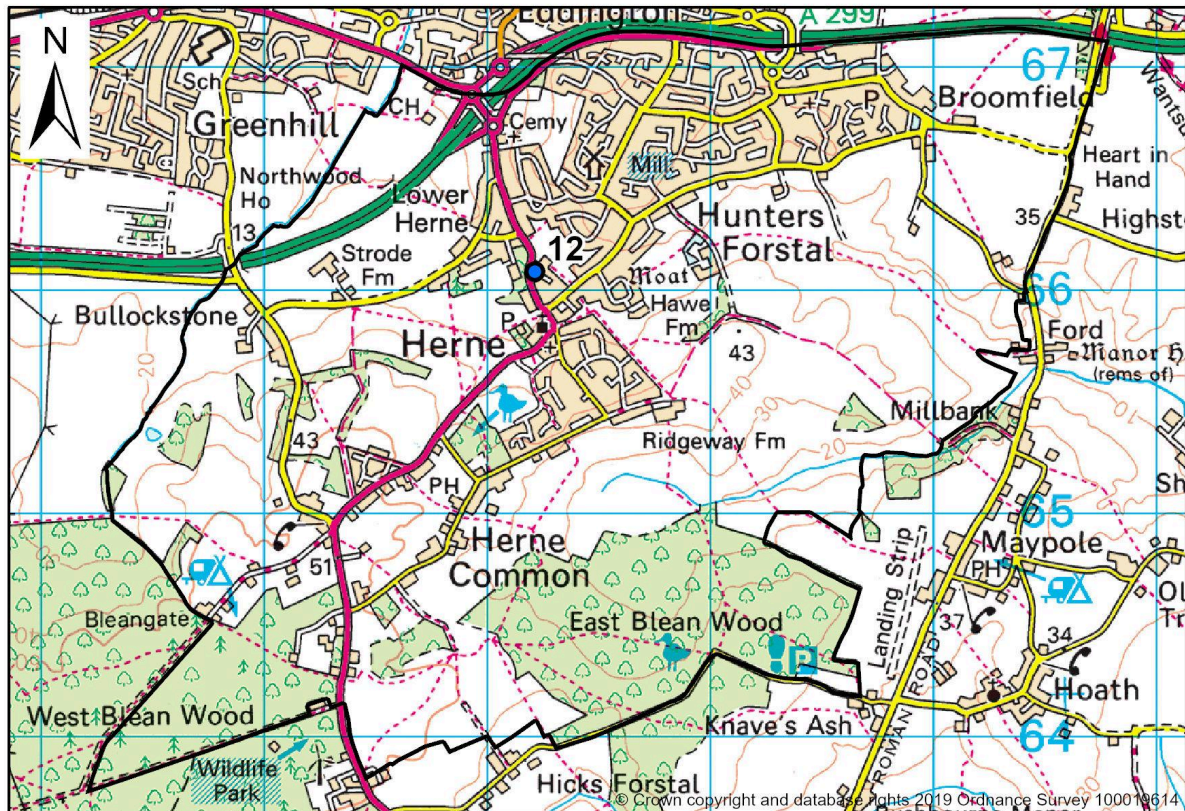 N
Eddington
A 299
67
Sch
CH
Greenhill
Cemy
P
Broomfield
Mill
Heart in
Hand
Northwood
Ho
Lower
Herne
Hunters
Forstal
35
13
12
Strode
Fm
Moat
Hawe
Fm
66
Bullockstone
P
Herne
43
Ford
Manor H
(rems of)
20
40
30
20
10
Millbank
43
Ridgeway Fm
PH
65
Herne
Common
Maypole
PH
51
Landing Strip
Bleangate
East Blean Wood
P
37
34
ROMAN ROAD
Hoath
West Blean Wood
Knave's Ash
64
Wildlife
Park
Hicks Forstal
© Crown copyright and database rights 2019 Ordnance Survey 100019614